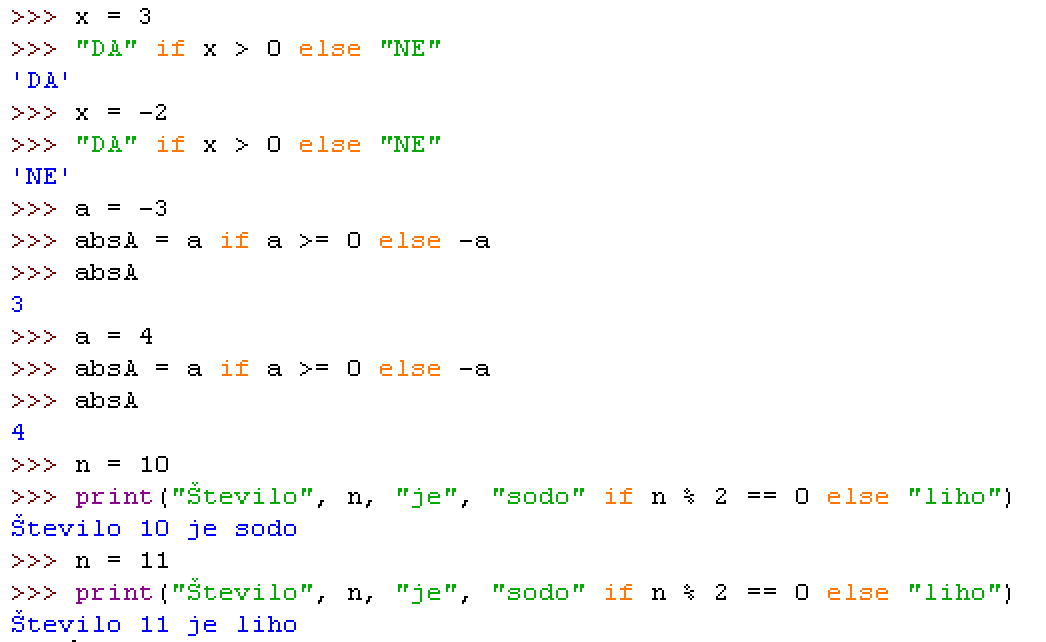 >>> x = 3
>>> "DA" if x > 0 else "NE"
'DA'
>>> x = -2
>>> "DA" if x > 0 else "NE"
'NE'
>>> a = -3
>>> absA = a if a >= 0 else -a
>>> absA
3
>>> a = 4
>>> absA = a if a >= 0 else -a
>>> absA
4
>>> n = 10
>>> print("Število", n, "je", "sodo" if n % 2 == 0 else "liho")
Število 10 je sodo
>>> n = 11
>>> print("Število", n, "je", "sodo" if n % 2 == 0 else "liho")
Število 11 je liho